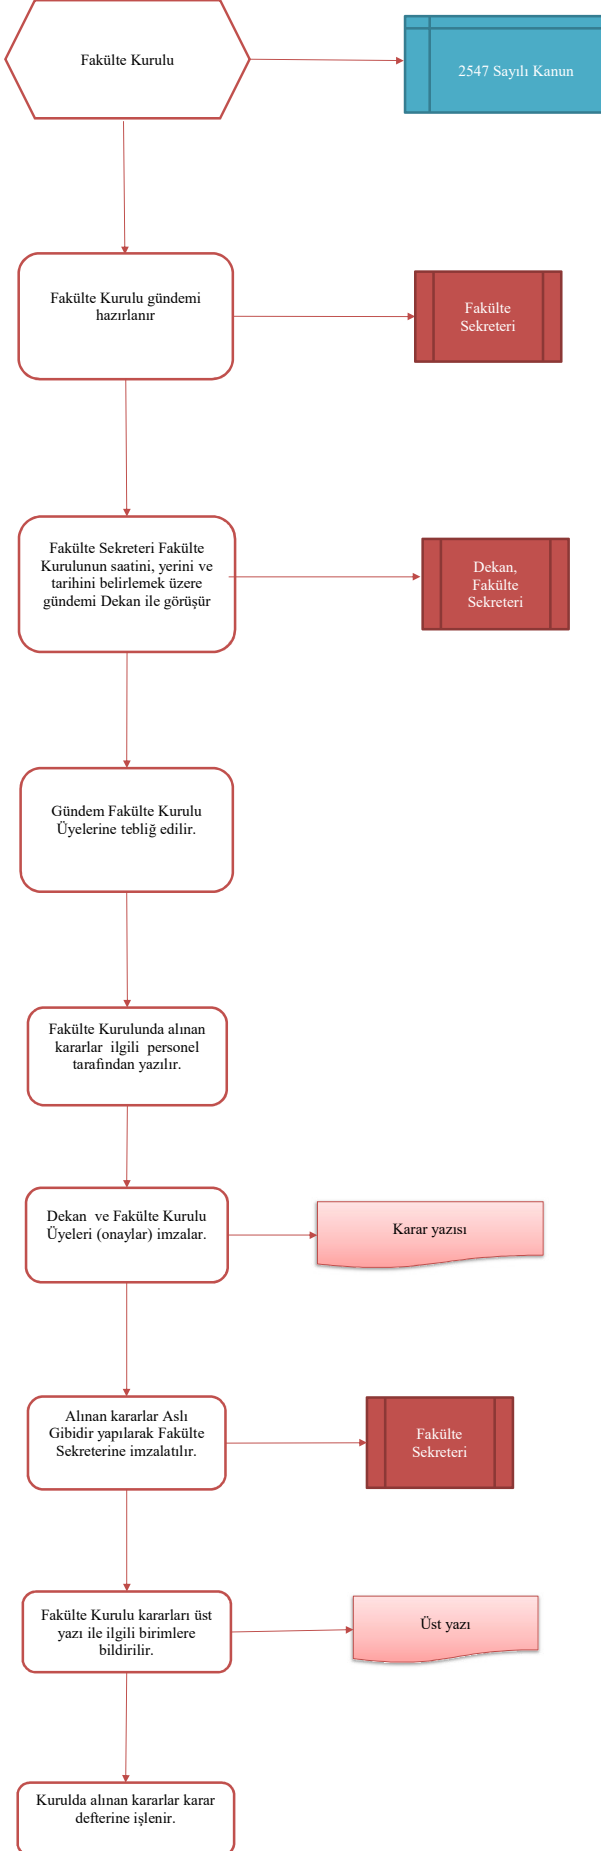 Fakülte Kurulu
2547 Sayılı Kanun
Fakülte Kurulu gündemi
hazırlanır
Fakülte
Sekreteri
Fakülte Sekreteri Fakülte
Kurulunun saatini, yerini ve
tarihini belirlemek üzere
gündemi Dekan ile görüşür
Dekan,
Fakülte
Sekreteri
Gündem Fakülte Kurulu
Üyelerine tebliğ edilir.
Fakülte Kurulunda alınan
kararlar ilgili personel
tarafından yazılır.
Dekan ve Fakülte Kurulu
Üyeleri (onaylar) imzalar.
Karar yazısı
Alınan kararlar Aslı
Gibidir yapılarak Fakülte
Sekreterine imzalatılır.
Fakülte
Sekreteri
Fakülte Kurulu kararları üst
yazı ile ilgili birimlere
bildirilir.
Üst yazı
Kurulda alınan kararlar karar
defterine işlenir.